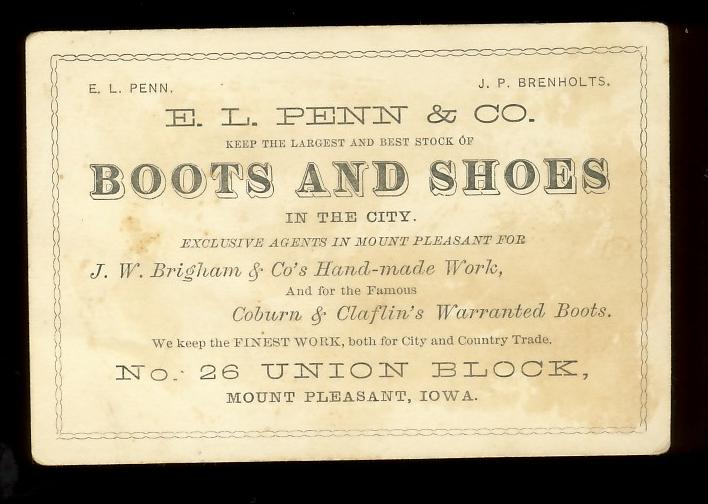 E. L. PENN.
J. P. BRENHOLTS.
E. L. PENN & CO.
KEEP THE LARGEST AND BEST STOCK OF
BOOTS AND SHOES
IN THE CITY.
EXCLUSIVE AGENTS IN MOUNT PLEASANT FOR
J. W. Brigham & Co's Hand-made Work,
And for the Famous
Coburn & Claflin's Warranted Boots.
We keep the FINEST WORK, both for City and Country Trade.
No. 26 UNION BLOCK,
MOUNT PLEASANT, IOWA.